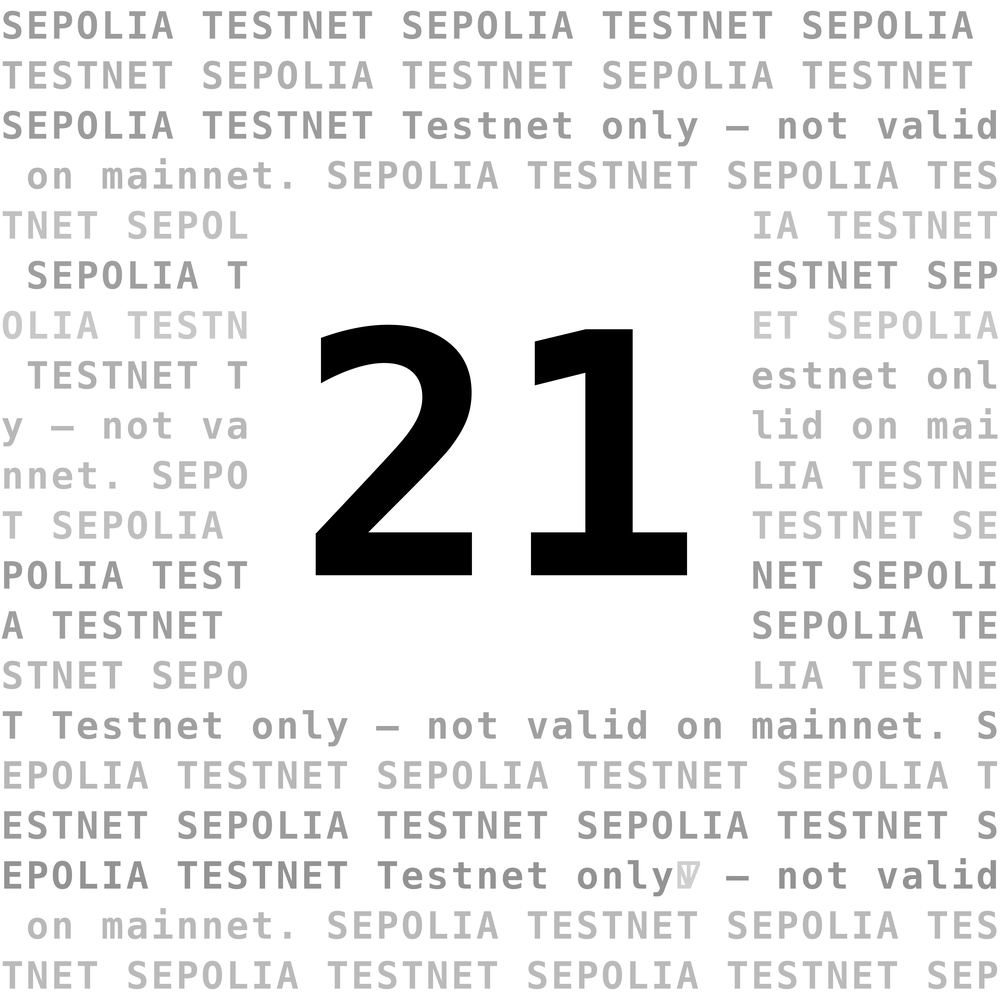 SEPOLIA TESTNET SEPOLIA TESTNET SEPOLIA
TESTNET SEPOLIA TESTNET SEPOLIA TESTNET
SEPOLIA TESTNET Testnet only — not valid
on mainnet. SEPOLIA TESTNET SEPOLIA TES
TNET SEPOL IA TESTNET
SEPOLIA T ESTNET SEP
OLIA TESTN ET SEPOLIA
TESTNET T estnet onl
y — not va lid on mai
nnet. SEPO LIA TESTNE
T SEPOLIA TESTNET SE
POLIA TEST NET SEPOLI
A TESTNET SEPOLIA TE
STNET SEPO LIA TESTNE
21
T Testnet only — not valid on mainnet. S
EPOLIA TESTNET SEPOLIA TESTNET SEPOLIA T
ESTNET SEPOLIA TESTNET SEPOLIA TESTNET S
EPOLIA TESTNET Testnet only — not valid
on mainnet. SEPOLIA TESTNET SEPOLIA TES
TNET SEPOLIA TESTNET SEPOLIA TESTNET SEP